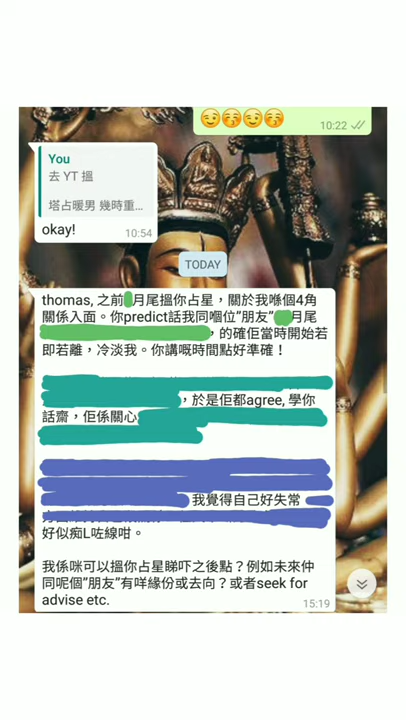 10:22
You
去 YT 搵
塔占暖男 幾時重...
okay!
10:54
TODAY
thomas, 之前月尾搵你占星，關於我喺個4角
關係入面。你predict話我同嗰位"朋友"月尾
，的確佢當時開始若
即若離，冷淡我。你講嘅時間點好準確！
，於是佢都agree, 學你
話齋，佢係關心
我覺得自己好失常
好似痴L咗線咁。
我係咪可以搵你占星睇吓之後點？例如未來仲
同呢個"朋友"有咩緣份或去向？或者seek for
advise etc.
15:19